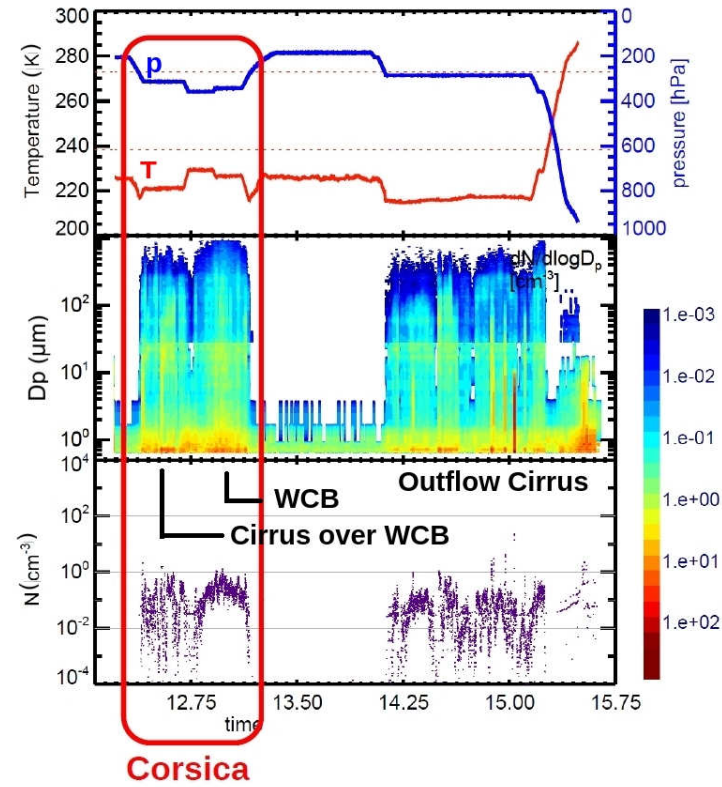 300
280
260
240
220
200
Temperature (K)
p
T
0
200
400
600
800
1000
pressure [hPa]
10²
10¹
10⁰
Dp (μm)
dN/dlogDₚ
[cm⁻³]
10⁴
10²
10⁰
10⁻²
10⁻⁴
N(cm⁻³)
WCB
Cirrus over WCB
Outflow Cirrus
12.75
13.50
14.25
15.00
15.75
time
Corsica
1.e-03
1.e-02
1.e-01
1.e+00
1.e+01
1.e+02